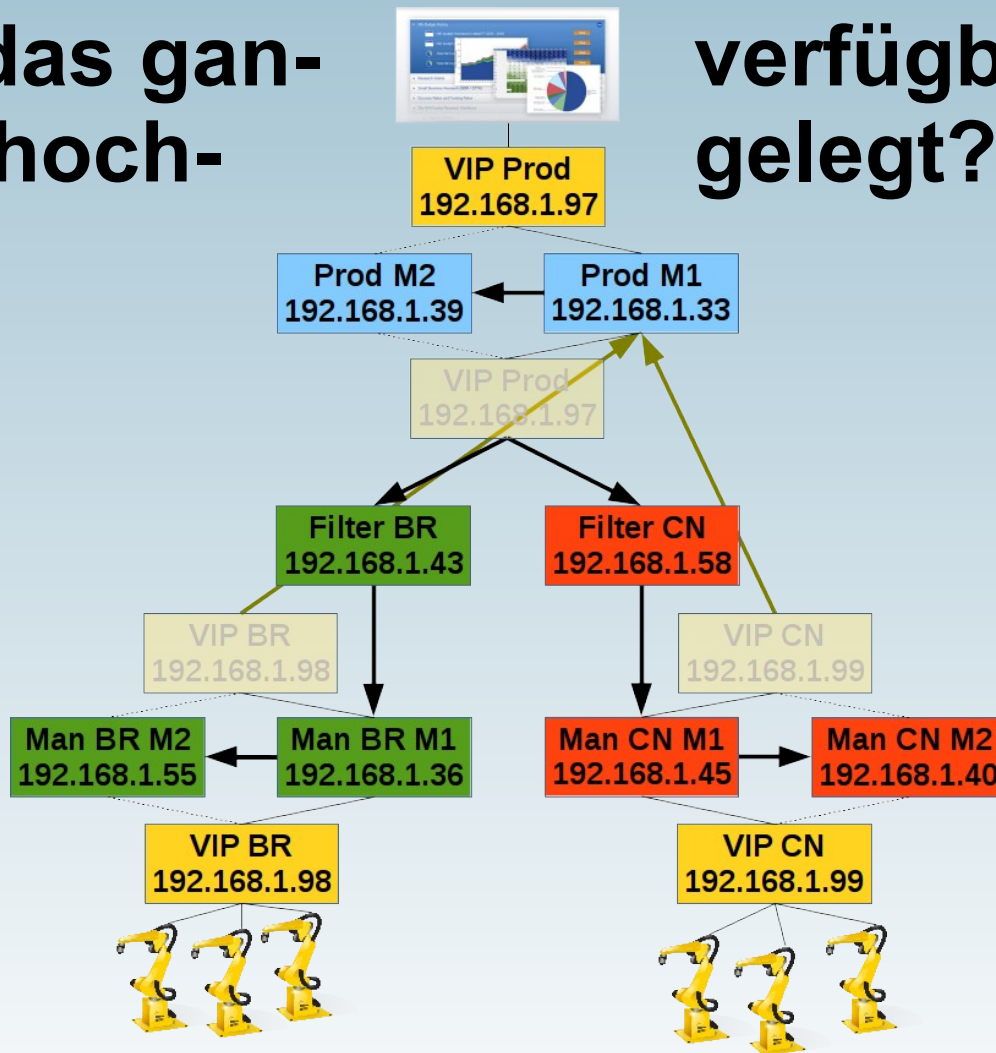 das gan-
hoch-
verfügb
gelegt?
VIP Prod
192.168.1.97
Prod M2
192.168.1.39
Prod M1
192.168.1.33
VIP Prod
192.168.1.97
Filter BR
192.168.1.43
Filter CN
192.168.1.58
VIP BR
192.168.1.98
VIP CN
192.168.1.99
Man BR M2
192.168.1.55
Man BR M1
192.168.1.36
Man CN M1
192.168.1.45
Man CN M2
192.168.1.40
VIP BR
192.168.1.98
VIP CN
192.168.1.99